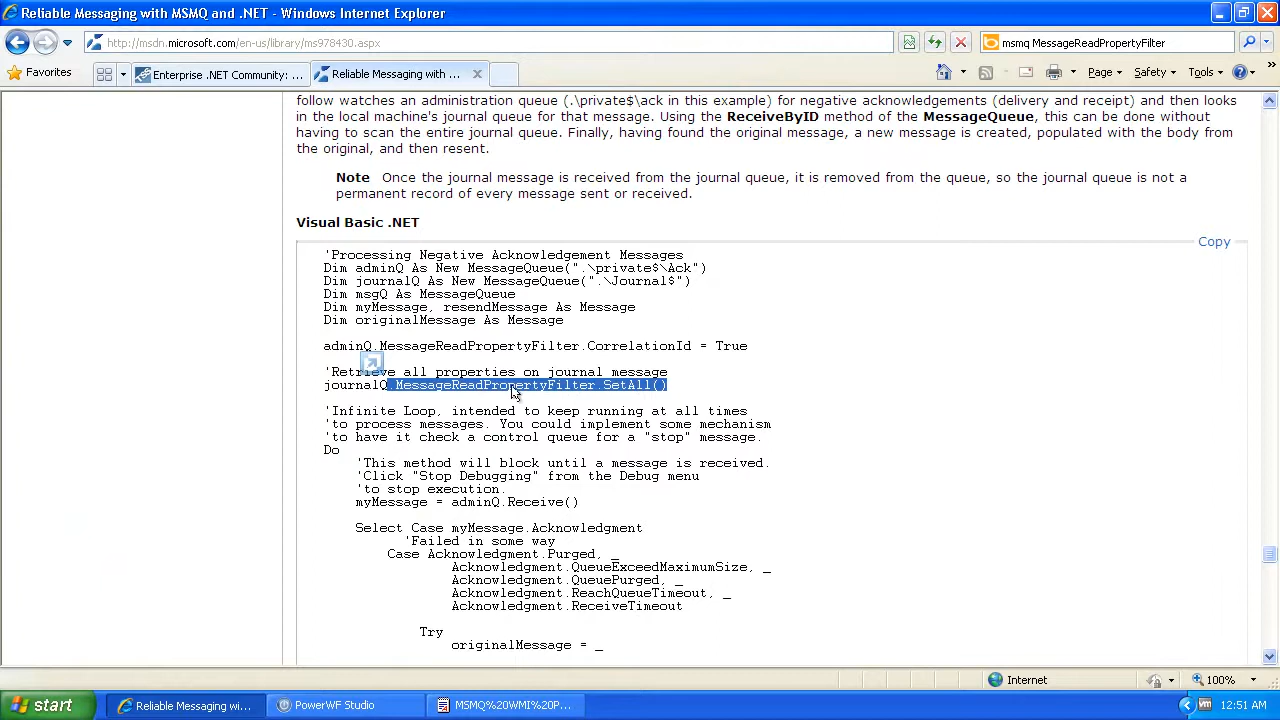 Reliable Messaging with MSMQ and .NET - Windows Internet Explorer
http://msdn.microsoft.com/en-us/library/ms978430.aspx
msmq MessageReadPropertyFilter
Favorites
Enterprise .NET Community: ...
Reliable Messaging with ...
Page
Safety
Tools
follow watches an administration queue (.\private$\ack in this example) for negative acknowledgements (delivery and receipt) and then looks
in the local machine's journal queue for that message. Using the ReceiveByID method of the MessageQueue, this can be done without
having to scan the entire journal queue. Finally, having found the original message, a new message is created, populated with the body from
the original, and then resent.
Note Once the journal message is received from the journal queue, it is removed from the queue, so the journal queue is not a
permanent record of every message sent or received.
Visual Basic .NET
Copy
'Processing Negative Acknowledgement Messages
Dim adminQ As New MessageQueue(".\private$\Ack")
Dim journalQ As New MessageQueue(".\Journal$")
Dim msgQ As MessageQueue
Dim myMessage, resendMessage As Message
Dim originalMessage As Message
adminQ.MessageReadPropertyFilter.CorrelationId = True
'Retrieve all properties on journal message
journalQ.MessageReadPropertyFilter.SetAll()
'Infinite Loop, intended to keep running at all times
'to process messages. You could implement some mechanism
'to have it check a control queue for a "stop" message.
Do
'This method will block until a message is received.
'Click "Stop Debugging" from the Debug menu
'to stop execution.
myMessage = adminQ.Receive()
Select Case myMessage.Acknowledgment
'Failed in some way
Case Acknowledgment.Purged, _
Acknowledgment.QueueExceedMaximumSize, _
Acknowledgment.QueuePurged, _
Acknowledgment.ReachQueueTimeout, _
Acknowledgment.ReceiveTimeout
Try
originalMessage = _
Internet
100%
start
Reliable Messaging wi...
PowerWF Studio
MSMQ%20WMI%20P...
vm
12:51 AM